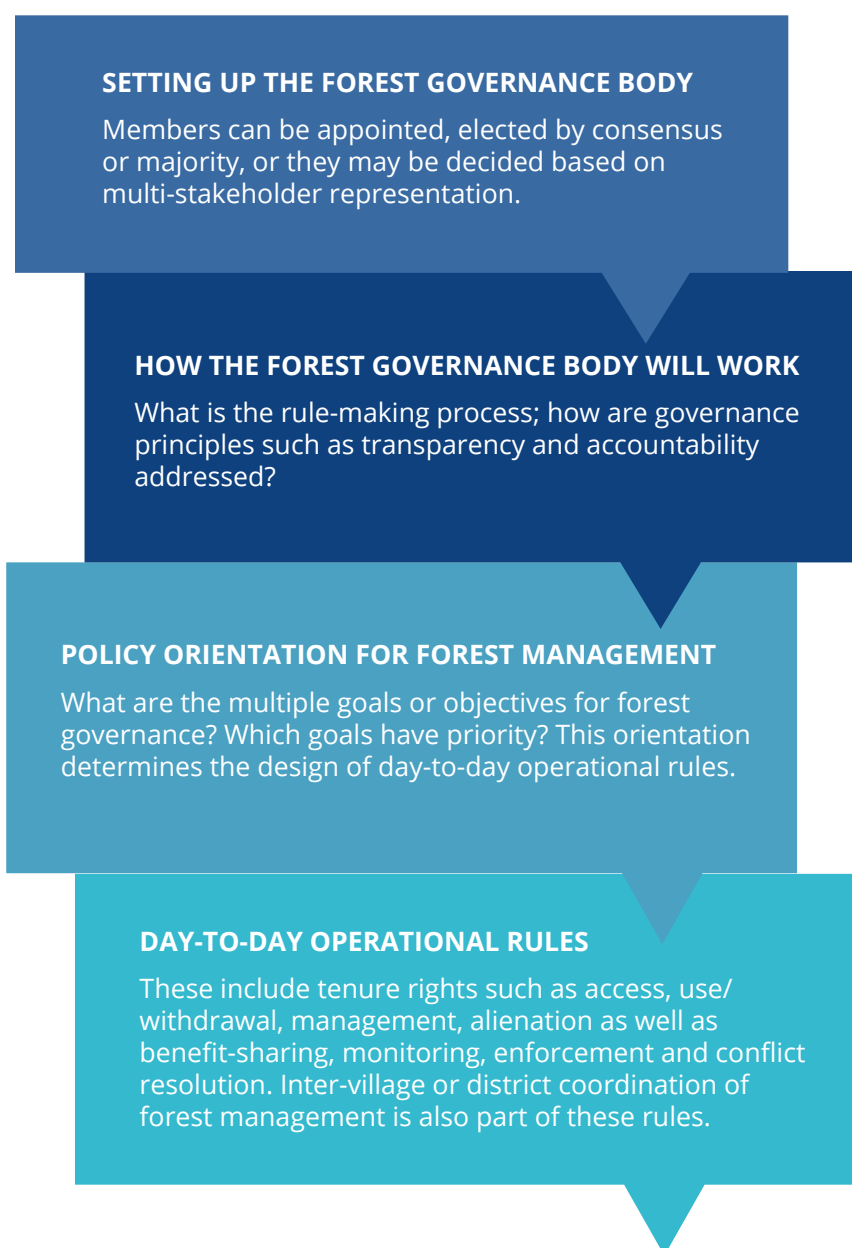 SETTING UP THE FOREST GOVERNANCE BODY
Members can be appointed, elected by consensus
or majority, or they may be decided based on
multi-stakeholder representation.
HOW THE FOREST GOVERNANCE BODY WILL WORK
What is the rule-making process; how are governance
principles such as transparency and accountability
addressed?
POLICY ORIENTATION FOR FOREST MANAGEMENT
What are the multiple goals or objectives for forest
governance? Which goals have priority? This orientation
determines the design of day-to-day operational rules.
DAY-TO-DAY OPERATIONAL RULES
These include tenure rights such as access, use/
withdrawal, management, alienation as well as
benefit-sharing, monitoring, enforcement and conflict
resolution. Inter-village or district coordination of
forest management is also part of these rules.